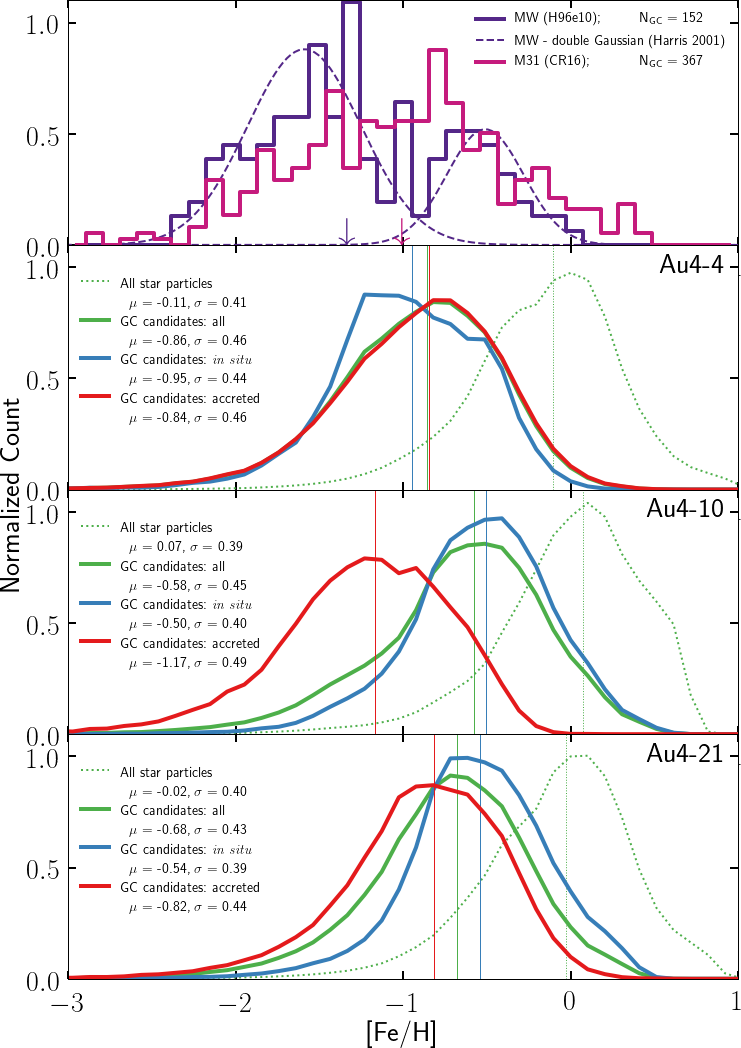 MW (H96e10); N_GC = 152
MW - double Gaussian (Harris 2001)
M31 (CR16); N_GC = 367
1.0
0.5
0.0
Au4-4
All star particles
μ = -0.11, σ = 0.41
GC candidates: all
μ = -0.86, σ = 0.46
GC candidates: in situ
μ = -0.95, σ = 0.44
GC candidates: accreted
μ = -0.84, σ = 0.46
1.0
0.5
0.0
Normalized Count
Au4-10
All star particles
μ = 0.07, σ = 0.39
GC candidates: all
μ = -0.58, σ = 0.45
GC candidates: in situ
μ = -0.50, σ = 0.40
GC candidates: accreted
μ = -1.17, σ = 0.49
1.0
0.5
0.0
Au4-21
All star particles
μ = -0.02, σ = 0.40
GC candidates: all
μ = -0.68, σ = 0.43
GC candidates: in situ
μ = -0.54, σ = 0.39
GC candidates: accreted
μ = -0.82, σ = 0.44
1.0
0.5
0.0
−3 −2 −1 0 1
[Fe/H]